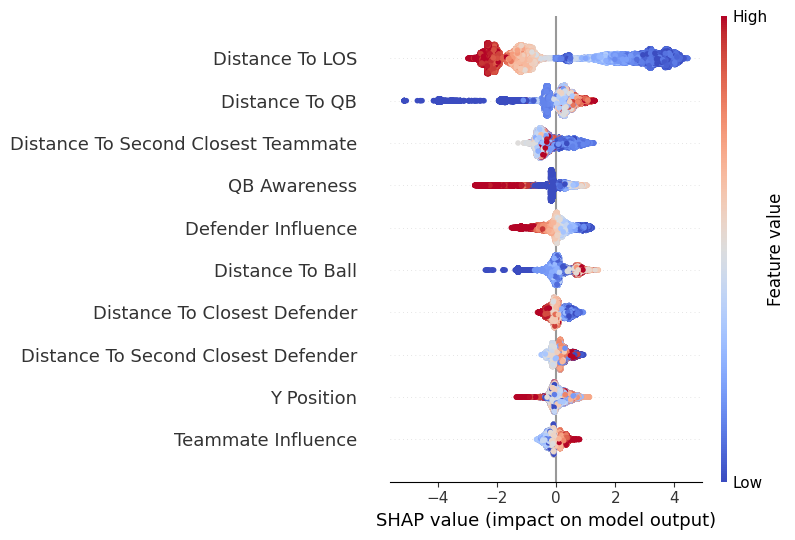 High
Distance To LOS
Distance To QB
Distance To Second Closest Teammate
QB Awareness
Defender Influence
Distance To Ball
Distance To Closest Defender
Distance To Second Closest Defender
Y Position
Teammate Influence
Feature value
Low
−4 −2 0 2 4
SHAP value (impact on model output)